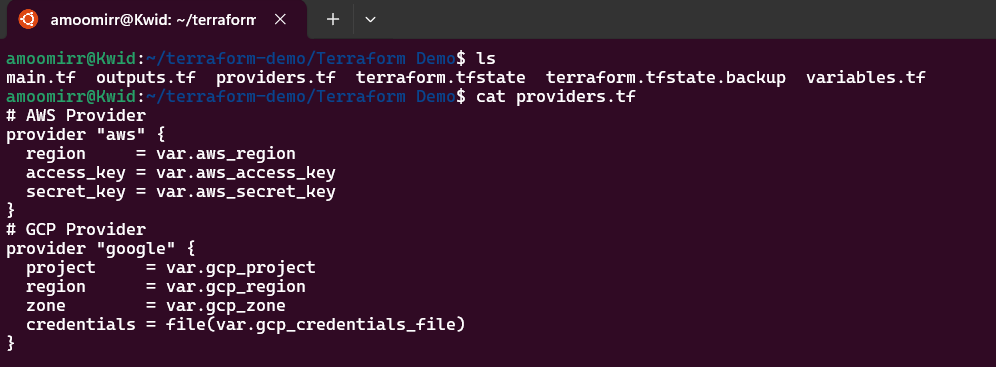 amoomirr@Kwid: ~/terraform
amoomirr@Kwid:~/terraform-demo/Terraform Demo$ ls
main.tf  outputs.tf  providers.tf  terraform.tfstate  terraform.tfstate.backup  variables.tf
amoomirr@Kwid:~/terraform-demo/Terraform Demo$ cat providers.tf
# AWS Provider
provider "aws" {
  region     = var.aws_region
  access_key = var.aws_access_key
  secret_key = var.aws_secret_key
}
# GCP Provider
provider "google" {
  project     = var.gcp_project
  region      = var.gcp_region
  zone        = var.gcp_zone
  credentials = file(var.gcp_credentials_file)
}